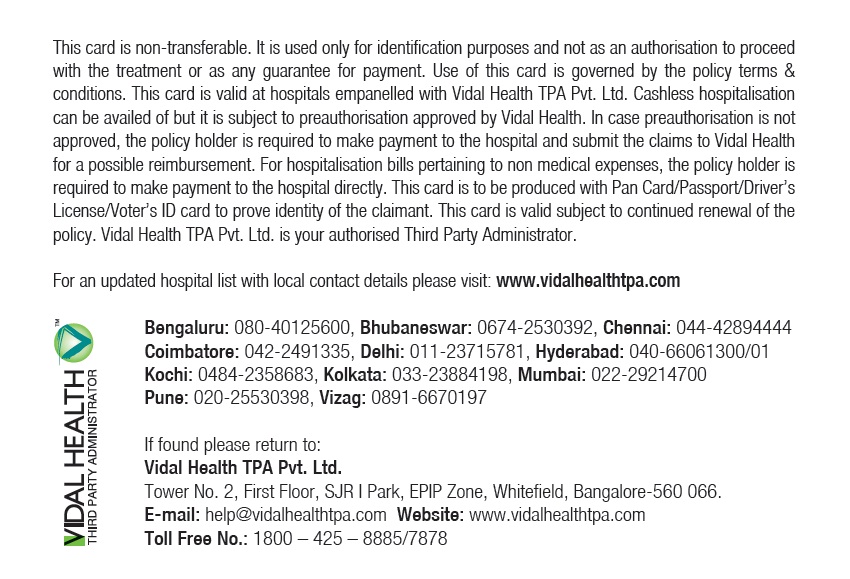 This card is non-transferable. It is used only for identification purposes and not as an authorisation to proceed
with the treatment or as any guarantee for payment. Use of this card is governed by the policy terms &
conditions. This card is valid at hospitals empanelled with Vidal Health TPA Pvt. Ltd. Cashless hospitalisation
can be availed of but it is subject to preauthorisation approved by Vidal Health. In case preauthorisation is not
approved, the policy holder is required to make payment to the hospital and submit the claims to Vidal Health
for a possible reimbursement. For hospitalisation bills pertaining to non medical expenses, the policy holder is
required to make payment to the hospital directly. This card is to be produced with Pan Card/Passport/Driver's
License/Voter's ID card to prove identity of the claimant. This card is valid subject to continued renewal of the
policy. Vidal Health TPA Pvt. Ltd. is your authorised Third Party Administrator.
For an updated hospital list with local contact details please visit: www.vidalhealthtpa.com
TM
VIDAL HEALTH
THIRD PARTY ADMINISTRATOR
Bengaluru: 080-40125600, Bhubaneswar: 0674-2530392, Chennai: 044-42894444
Coimbatore: 042-2491335, Delhi: 011-23715781, Hyderabad: 040-66061300/01
Kochi: 0484-2358683, Kolkata: 033-23884198, Mumbai: 022-29214700
Pune: 020-25530398, Vizag: 0891-6670197
If found please return to:
Vidal Health TPA Pvt. Ltd.
Tower No. 2, First Floor, SJR I Park, EPIP Zone, Whitefield, Bangalore-560 066.
E-mail: help@vidalhealthtpa.com Website: www.vidalhealthtpa.com
Toll Free No.: 1800 – 425 – 8885/7878